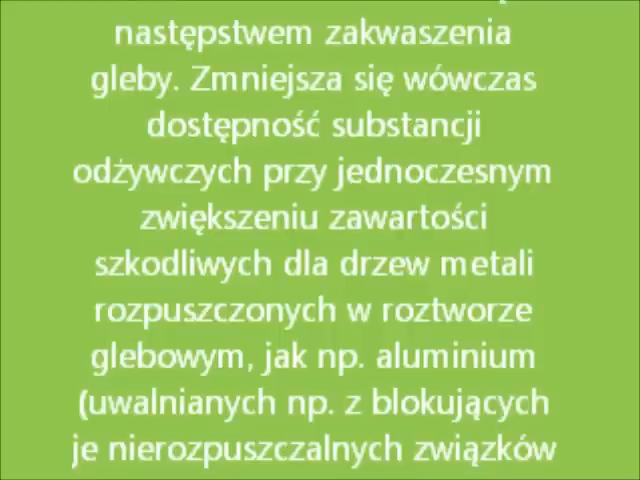 następstwem zakwaszenia
gleby. Zmniejsza się wówczas
dostępność substancji
odżywczych przy jednoczesnym
zwiększeniu zawartości
szkodliwych dla drzew metali
rozpuszczonych w roztworze
glebowym, jak np. aluminium
(uwalnianych np. z blokujących
je nierozpuszczalnych związków